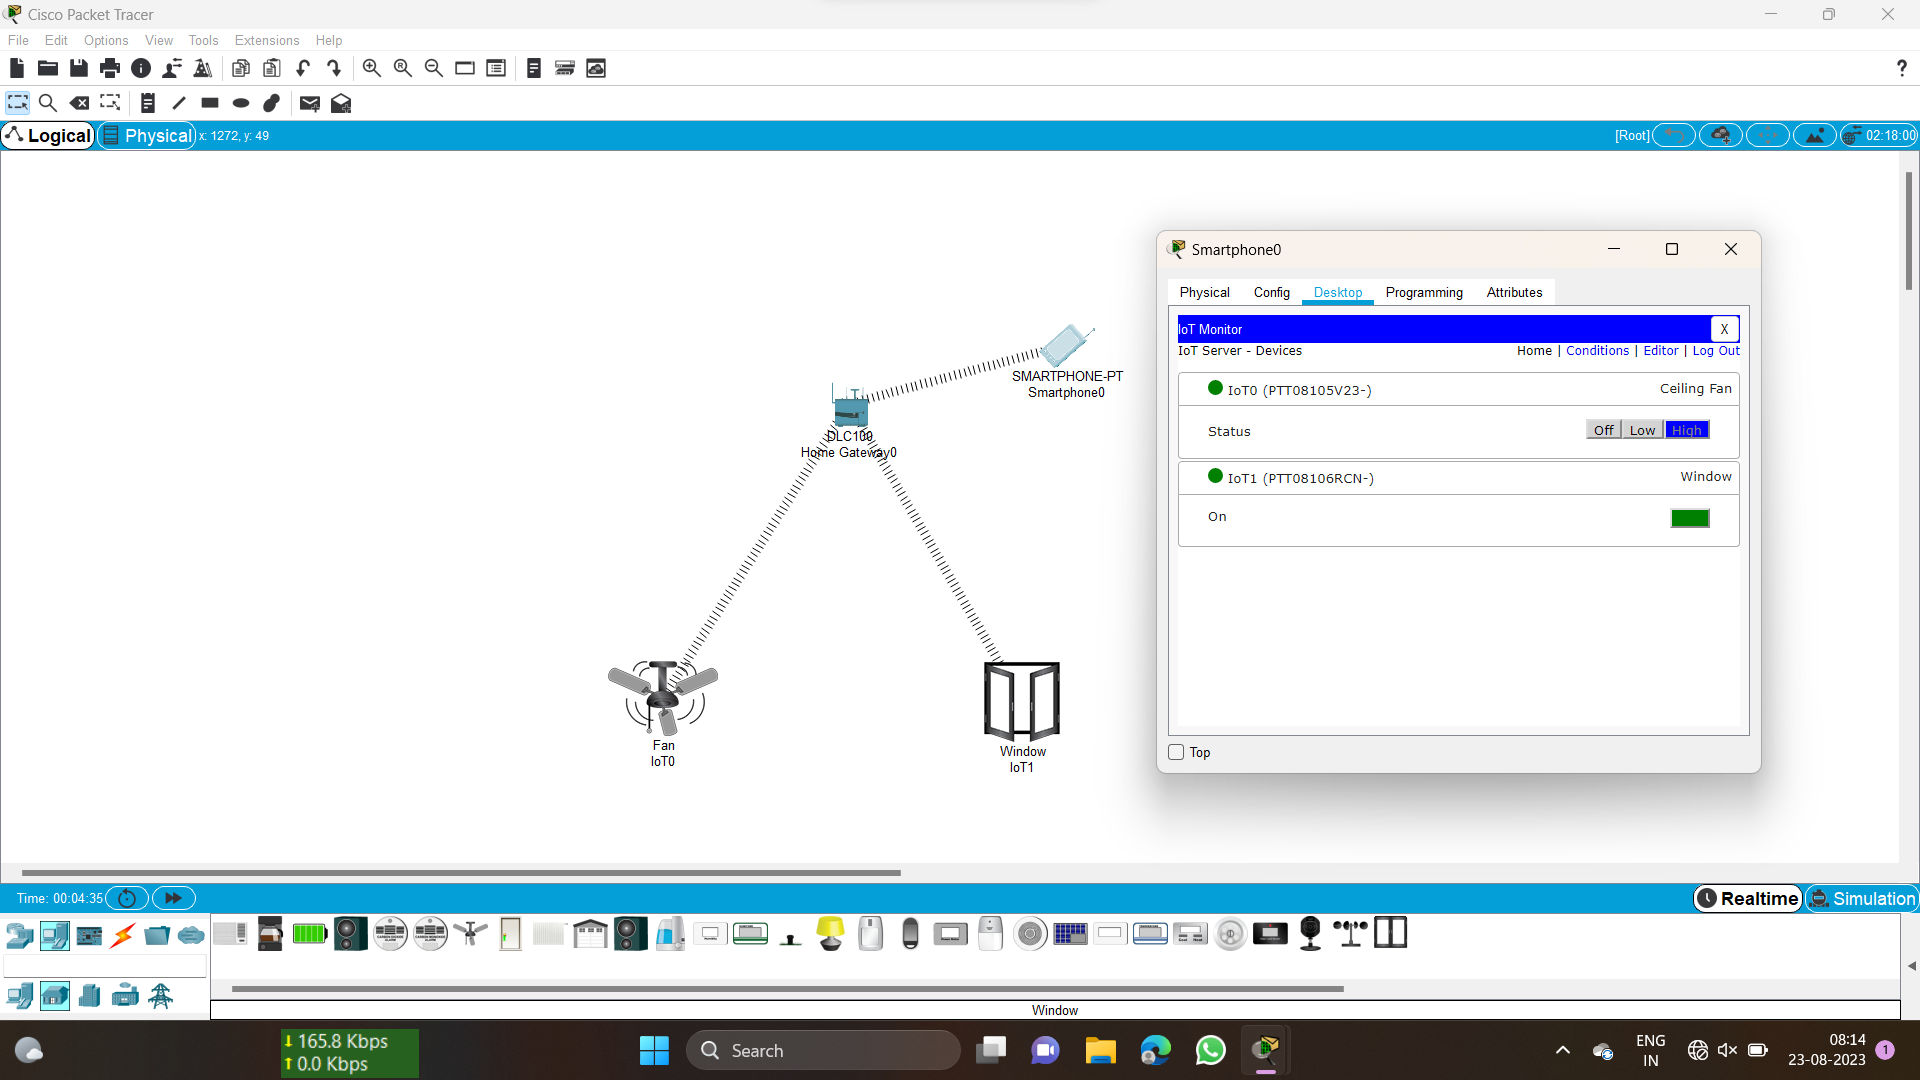 Cisco Packet Tracer
File Edit Options View Tools Extensions Help
?
Logical Physical x: 1272, y: 49 [Root] 02:18:00
Smartphone0
Physical Config Desktop Programming Attributes
IoT Monitor X
IoT Server - Devices Home | Conditions | Editor | Log Out
IoT0 (PTT08105V23-) Ceiling Fan
Status Off Low High
IoT1 (PTT08106RCN-) Window
On
Top
SMARTPHONE-PT
Smartphone0
DLC100
Home Gateway0
Fan
IoT0
Window
IoT1
Time: 00:04:35 Realtime Simulation
Window
165.8 Kbps
0.0 Kbps
Search
ENG
IN
08:14
23-08-2023
1